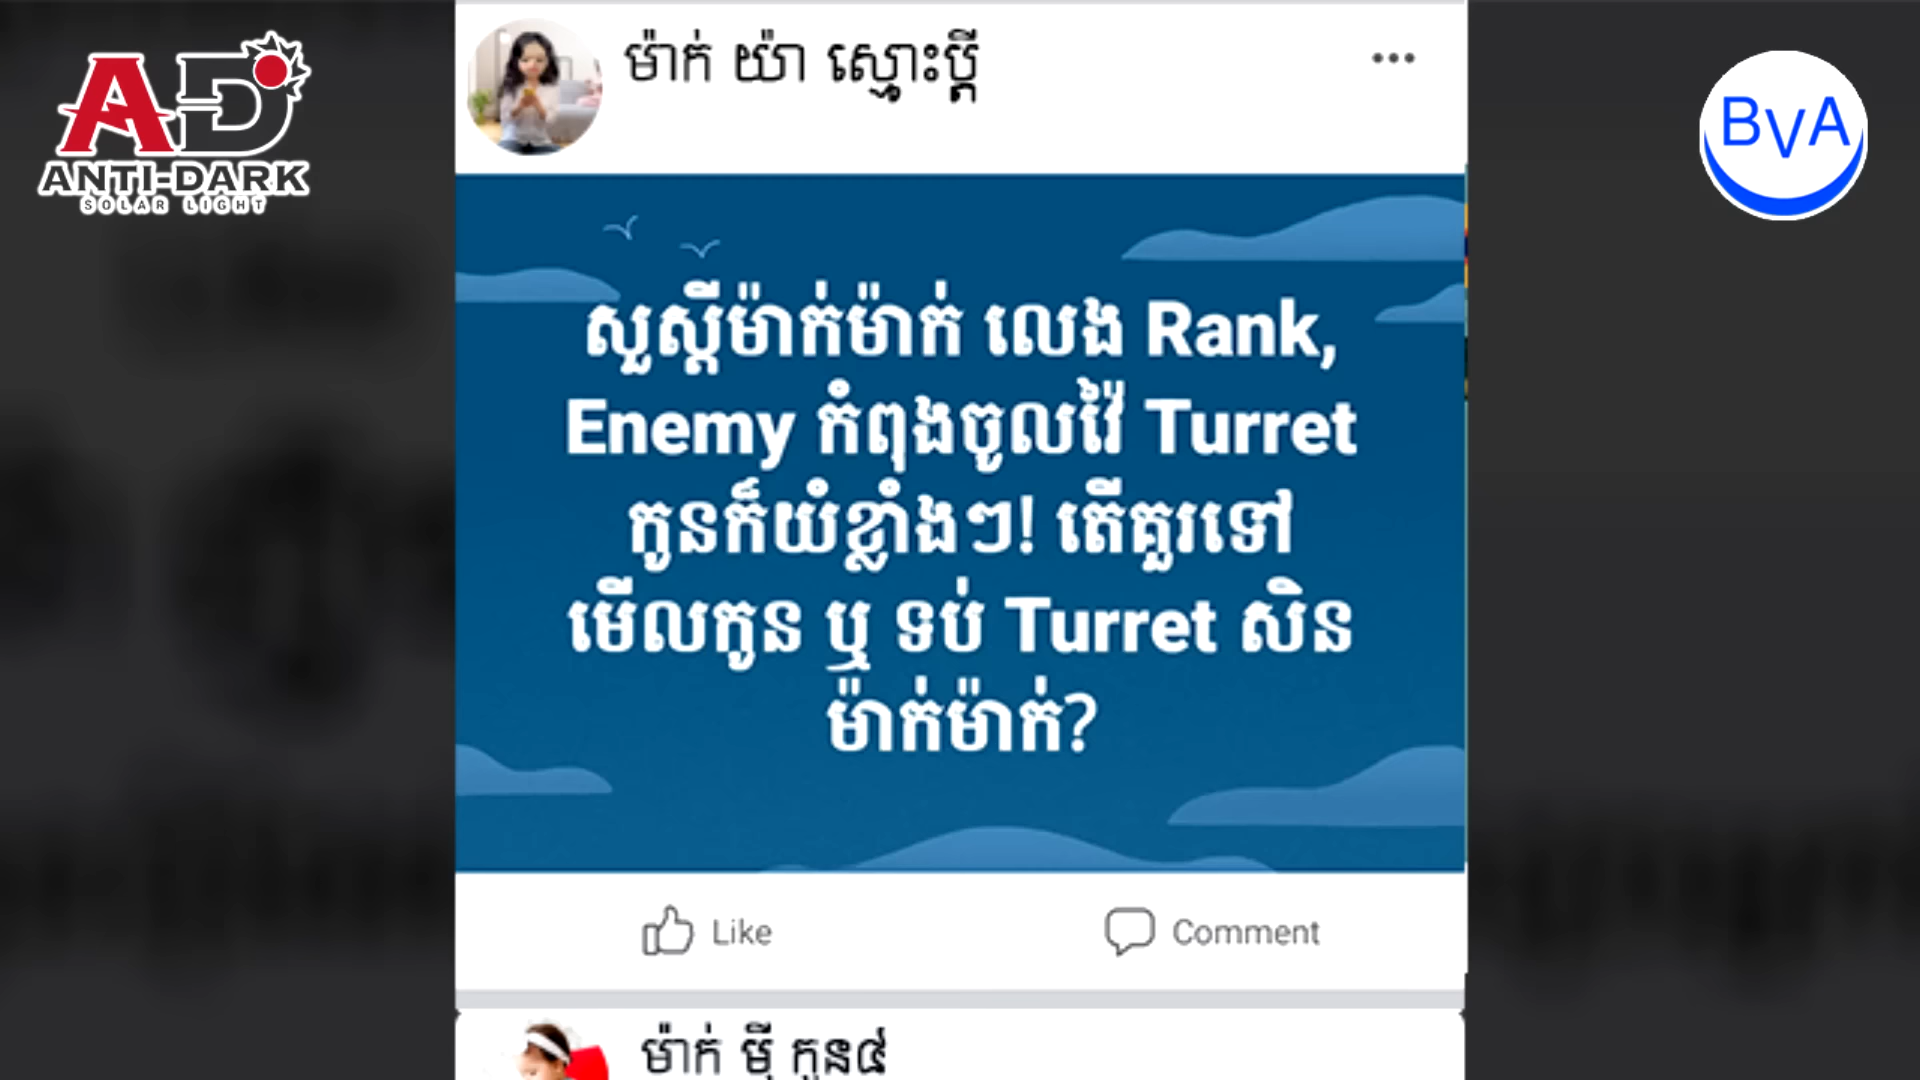 AD
ANTI-DARK
SOLAR LIGHT
BVA
ម៉ាក់ យ៉ា ស្មោះប្ដី
សួស្ដីម៉ាក់ម៉ាក់ លេង Rank,
Enemy កំពុងចូលវ៉ៃ Turret
កូនក៏យំខ្លាំងៗ! តើគួរទៅ
មើលកូន ឬ ទប់ Turret សិន
ម៉ាក់ម៉ាក់?
Like
Comment
ម៉ាក់ ម៉ី កូន៤